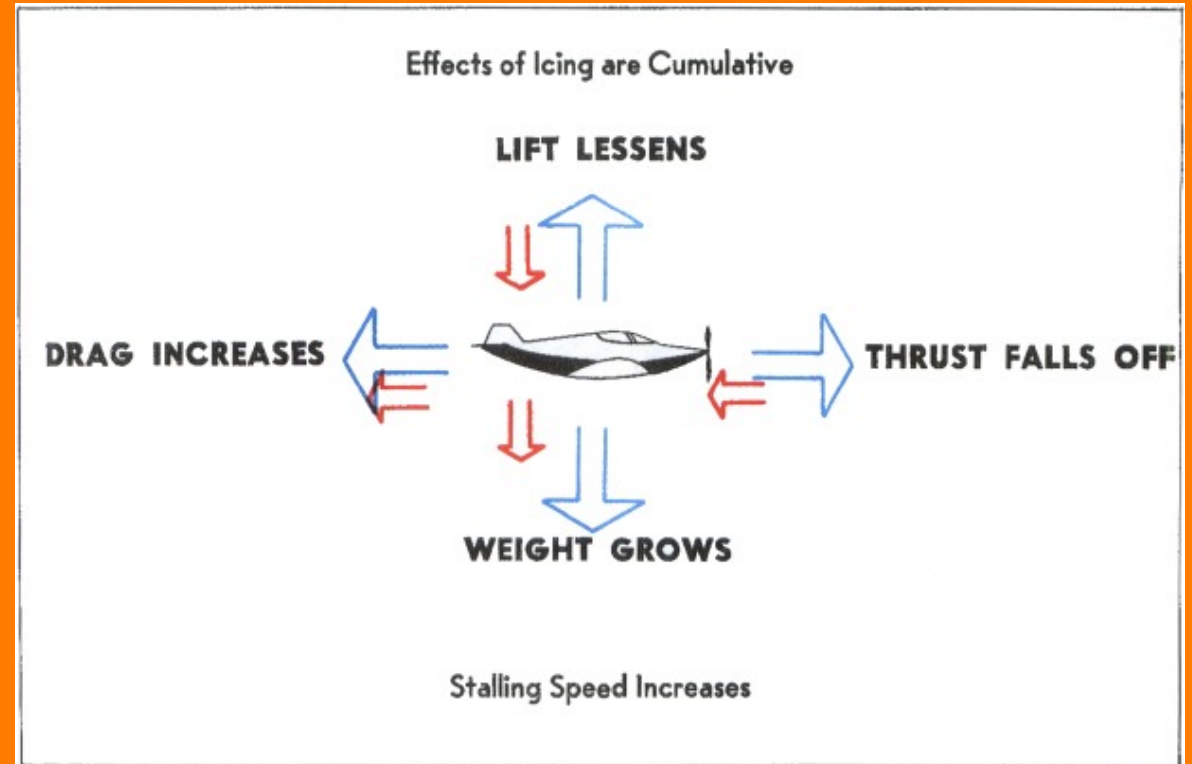 Effects of Icing are Cumulative
LIFT LESSENS
DRAG INCREASES
THRUST FALLS OFF
WEIGHT GROWS
Stalling Speed Increases